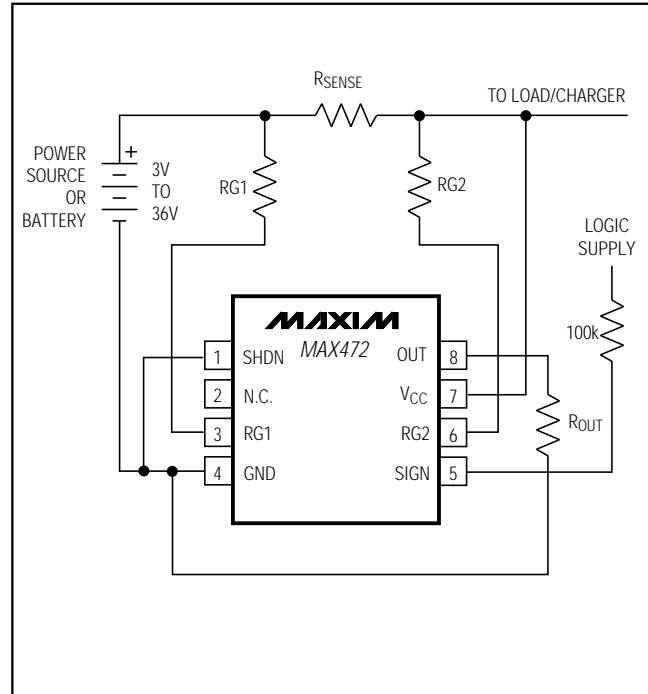 RSENSE
TO LOAD/CHARGER
POWER
SOURCE
OR
BATTERY
+
3V
TO
36V
RG1
RG2
LOGIC
SUPPLY
100k
MAXIM
MAX472
1 SHDN
2 N.C.
3 RG1
4 GND
OUT 8
VCC 7
RG2 6
SIGN 5
ROUT